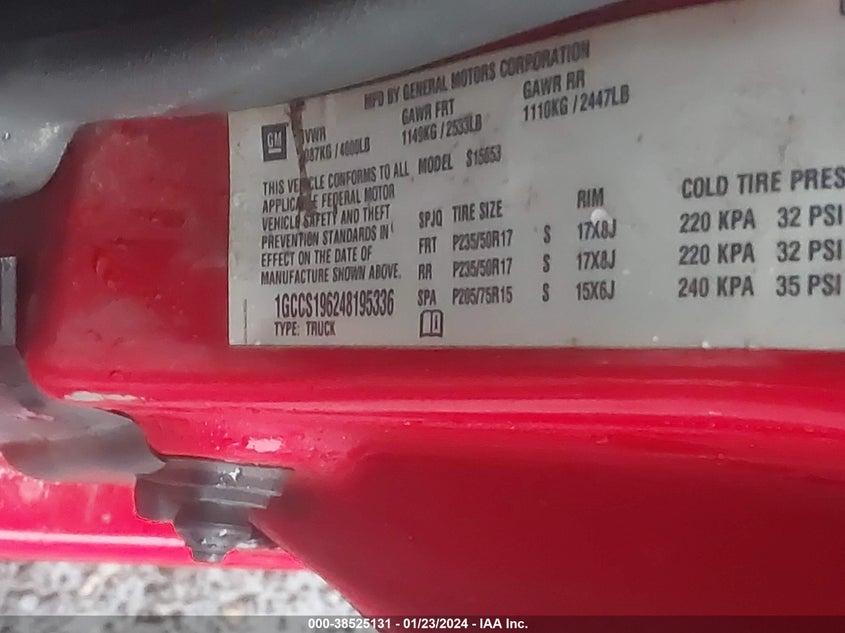 MFD BY GENERAL MOTORS CORPORATION
GM
GVWR GAWR FRT GAWR RR
087KG / 4600LB 1149KG / 2533LB 1110KG / 2447LB
THIS VEHICLE CONFORMS TO ALL MODEL S15653
APPLICABLE FEDERAL MOTOR
VEHICLE SAFETY AND THEFT
PREVENTION STANDARDS IN
EFFECT ON THE DATE OF
MANUFACTURE SHOWN ABOVE.
1GCCS196248195336
TYPE: TRUCK
SPJQ TIRE SIZE RIM COLD TIRE PRES
FRT P235/50R17 S 17X8J 220 KPA 32 PSI
RR P235/50R17 S 17X8J 220 KPA 32 PSI
SPA P205/75R15 S 15X6J 240 KPA 35 PSI
000-38525131 - 01/23/2024 - IAA Inc.